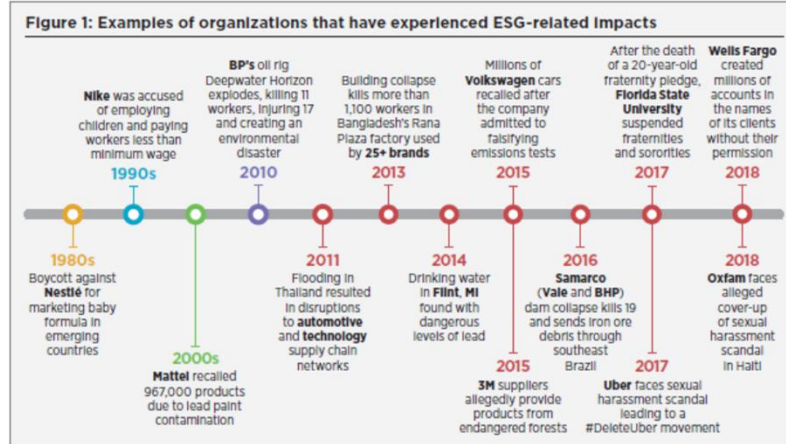 Figure 1: Examples of organizations that have experienced ESG-related impacts
Nike was accused
of employing
children and paying
workers less than
minimum wage
1990s
BP's oil rig
Deepwater Horizon
explodes, killing 11
workers, injuring 17
and creating an
environmental
disaster
2010
Building collapse
kills more than
1,100 workers in
Bangladesh's Rana
Plaza factory used
by 25+ brands
2013
Millions of
Volkswagen cars
recalled after
the company
admitted to
falsifying
emissions tests
2015
After the death
of a 20-year-old
fraternity pledge,
Florida State
University
suspended
fraternities
and sororities
2017
Wells Fargo
created
millions of
accounts in
the names
of its clients
without their
permission
2018
1980s
Boycott against
Nestlé for
marketing baby
formula in
emerging
countries
2000s
Mattel recalled
967,000 products
due to lead paint
contamination
2011
Flooding in
Thailand resulted
in disruptions
to automotive
and technology
supply chain
networks
2014
Drinking water
in Flint, MI
found with
dangerous
levels of lead
2015
3M suppliers
allegedly provide
products from
endangered forests
2016
Samarco
(Vale and BHP)
dam collapse kills 19
and sends iron ore
debris through
southeast
Brazil
2017
Uber faces sexual
harassment scandal
leading to a
#DeleteUber movement
2018
Oxfam faces
alleged
cover-up
of sexual
harassment
scandal
in Haiti